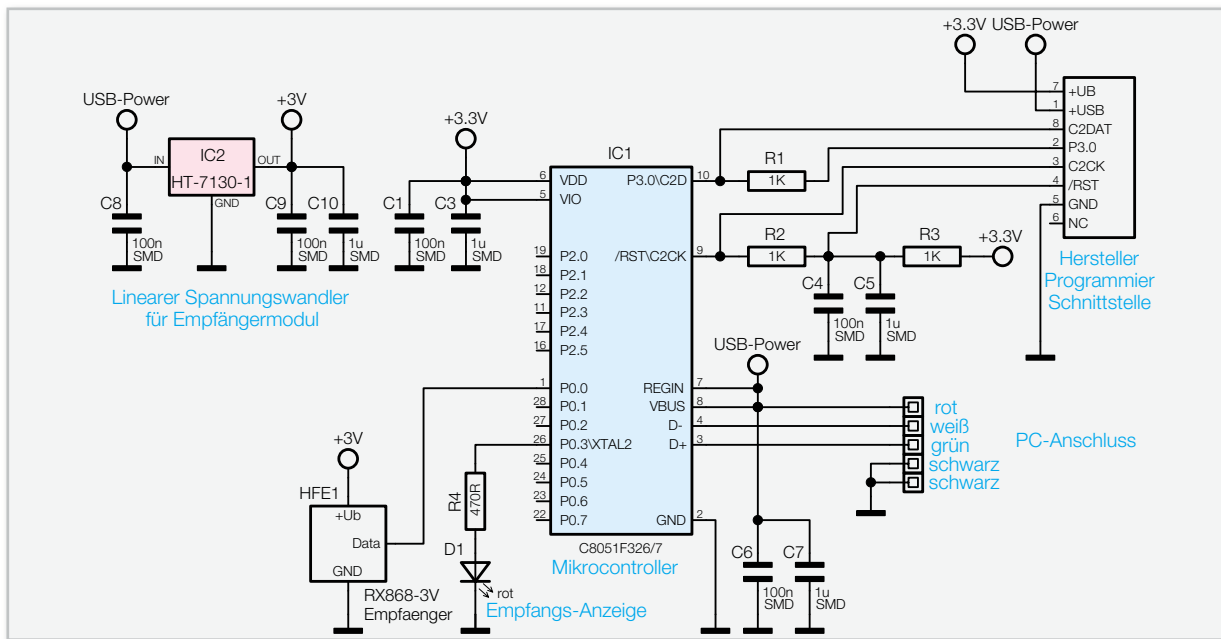 +3.3V USB-Power
USB-Power
+3V
IN
IC2
HT-7130-1
OUT
GND
C8
100n
SMD
C9
100n
SMD
C10
1u
SMD
Linearer Spannungswandler
für Empfängermodul
+3.3V
C1
100n
SMD
C3
1u
SMD
IC1
6 VDD
5 VIO
19 P2.0
18 P2.1
12 P2.2
11 P2.3
17 P2.4
16 P2.5
1 P0.0
28 P0.1
27 P0.2
26 P0.3\XTAL2
25 P0.4
24 P0.5
23 P0.6
22 P0.7
P3.0\C2D 10
/RST\C2CK 9
REGIN 7
VBUS 8
D- 4
D+ 3
GND 2
C8051F326/7
Mikrocontroller
R1
1K
R2
1K
R3
1K
+3.3V
C4
100n
SMD
C5
1u
SMD
7 +UB
1 +USB
8 C2DAT
2 P3.0
3 C2CK
4 /RST
5 GND
6 NC
Hersteller
Programmier
Schnittstelle
USB-Power
rot
weiß
grün
schwarz
schwarz
PC-Anschluss
C6
100n
SMD
C7
1u
SMD
+3V
HFE1
+Ub
Data
GND
RX868-3V
Empfaenger
R4
470R
D1
rot
Empfangs-Anzeige